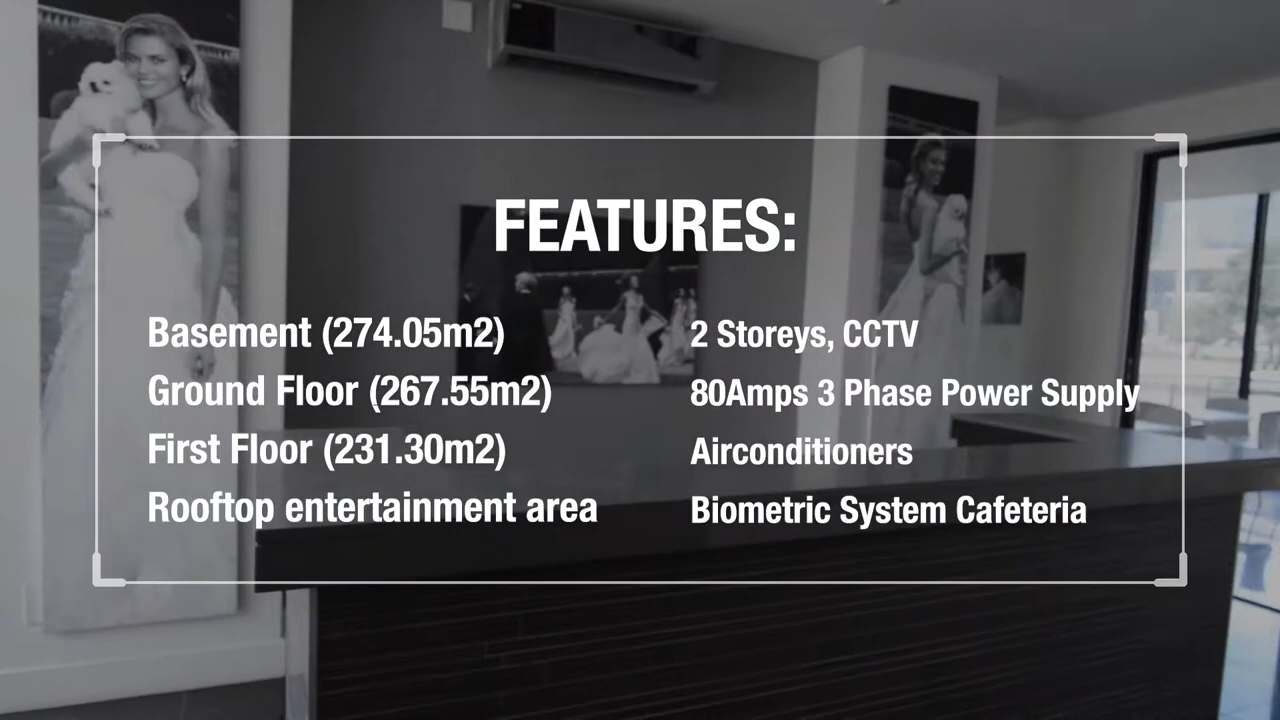 FEATURES:
Basement (274.05m2)
Ground Floor (267.55m2)
First Floor (231.30m2)
Rooftop entertainment area
2 Storeys, CCTV
80Amps 3 Phase Power Supply
Airconditioners
Biometric System Cafeteria